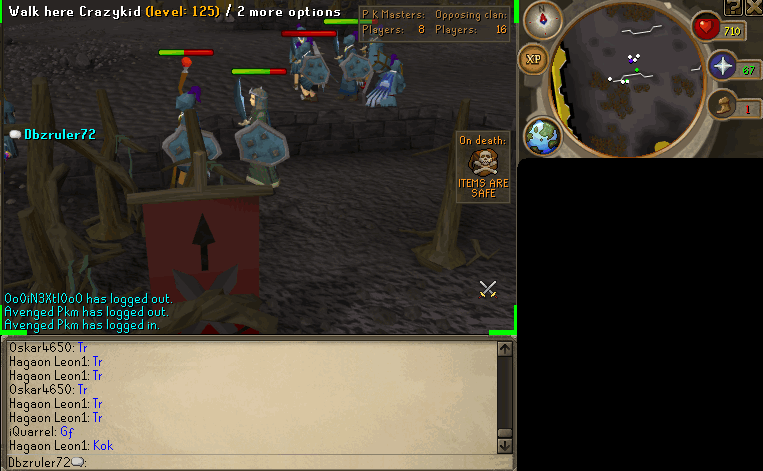 Walk here Crazykid (level: 125) / 2 more options
P k Masters: Opposing clan:
Players: 8 Players: 16
710
XP
67
1
Dbzruler72
On death:
ITEMS ARE
SAFE
Oo0iN3Xtl0oO has logged out.
Avenged Pkm has logged out.
Avenged Pkm has logged in.
Oskar4650: Tr
Hagaon Leon1: Tr
Hagaon Leon1: Tr
Oskar4650: Tr
Hagaon Leon1: Tr
Hagaon Leon1: Tr
iQuarrel: Gf
Hagaon Leon1: Kok
Dbzruler72: